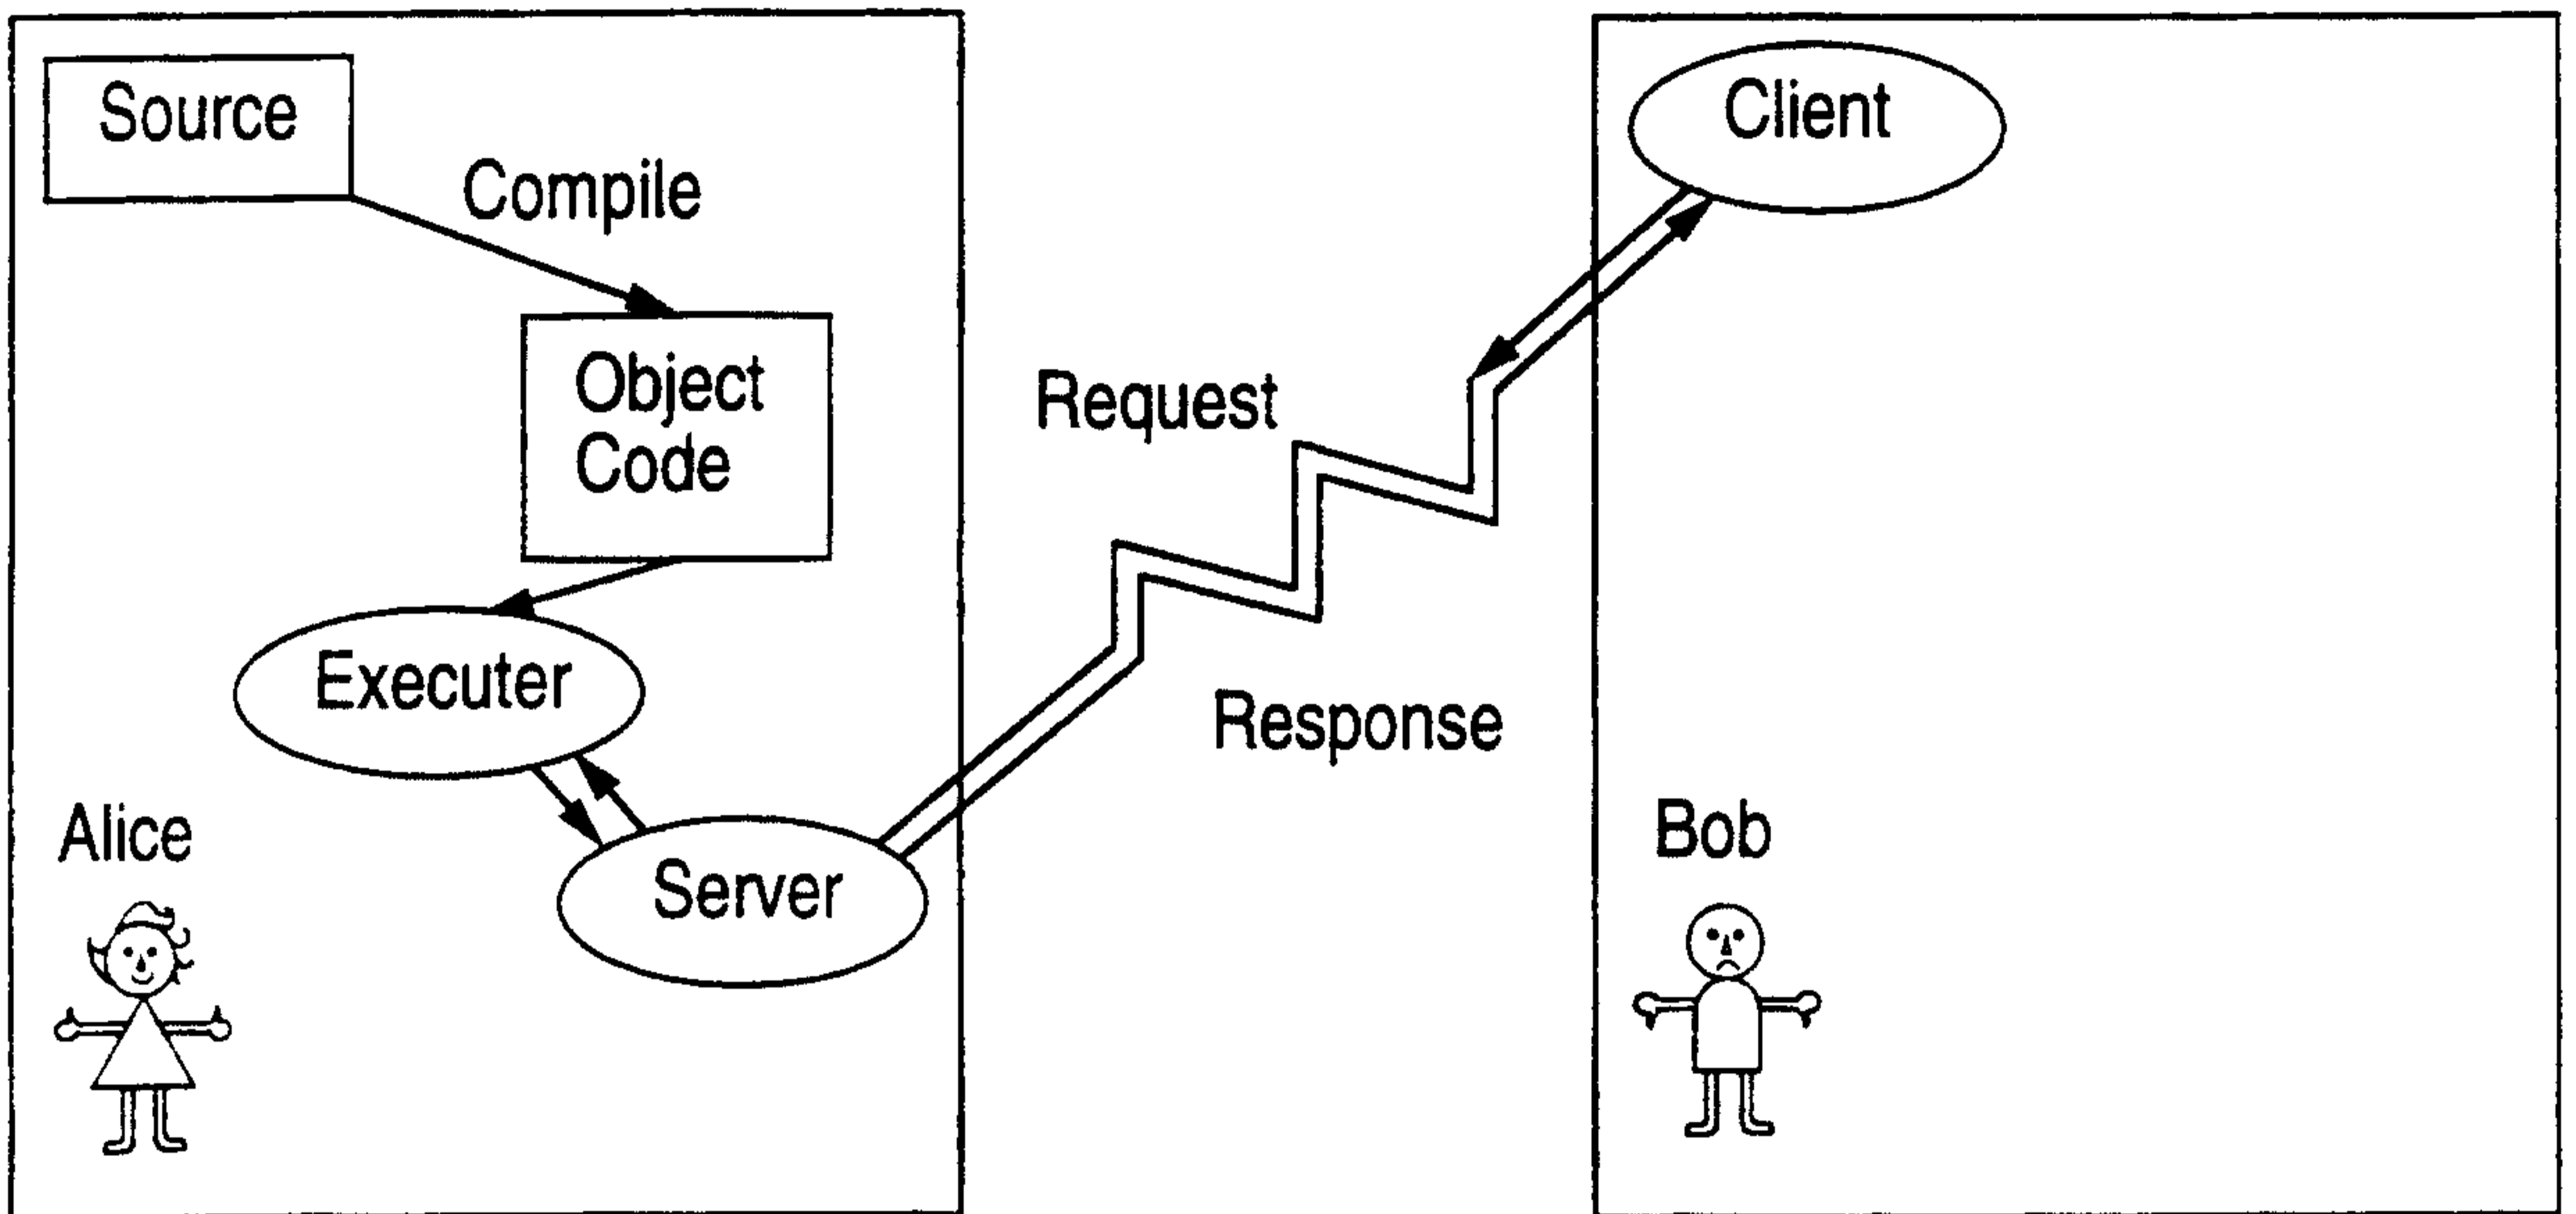 Source
Compile
Object
Code
Executer
Server
Alice
Request
Response
Client
Bob